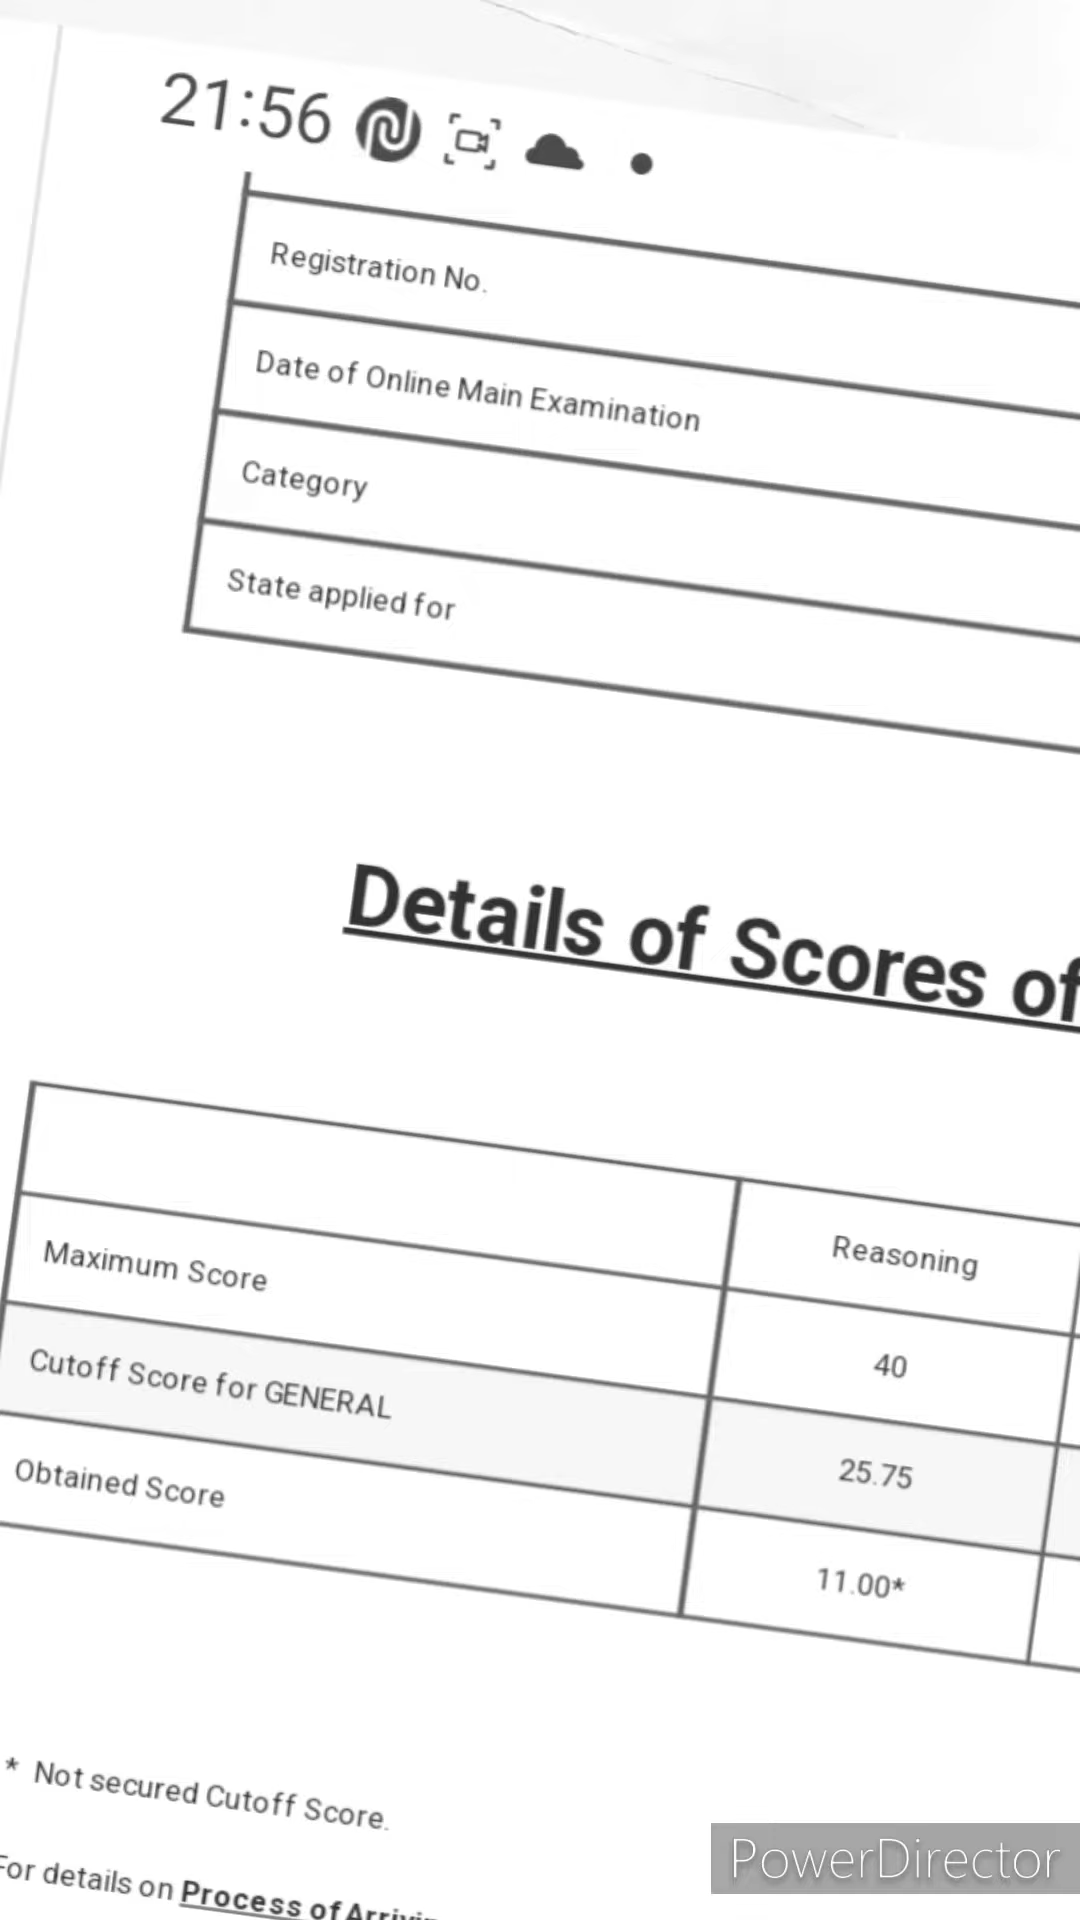 21:56
Registration No.
Date of Online Main Examination
Category
State applied for
Details of Scores of
Reasoning
Maximum Score 40
Cutoff Score for GENERAL 25.75
Obtained Score 11.00*
* Not secured Cutoff Score.
For details on Process of
PowerDirector